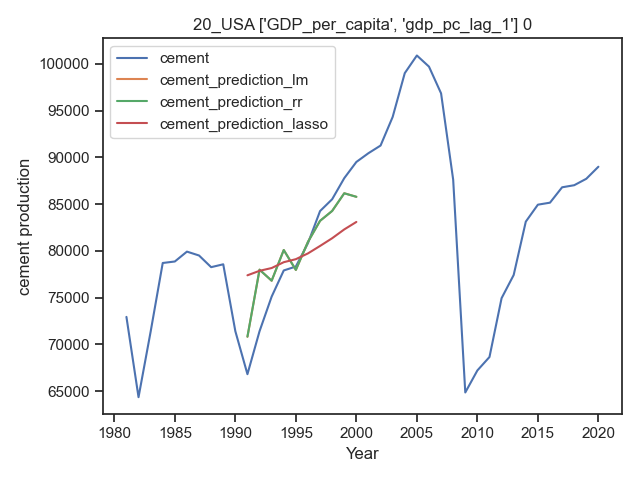 20_USA ['GDP_per_capita', 'gdp_pc_lag_1'] 0
cement
cement_prediction_lm
cement_prediction_rr
cement_prediction_lasso
cement production
100000
95000
90000
85000
80000
75000
70000
65000
1980 1985 1990 1995 2000 2005 2010 2015 2020
Year